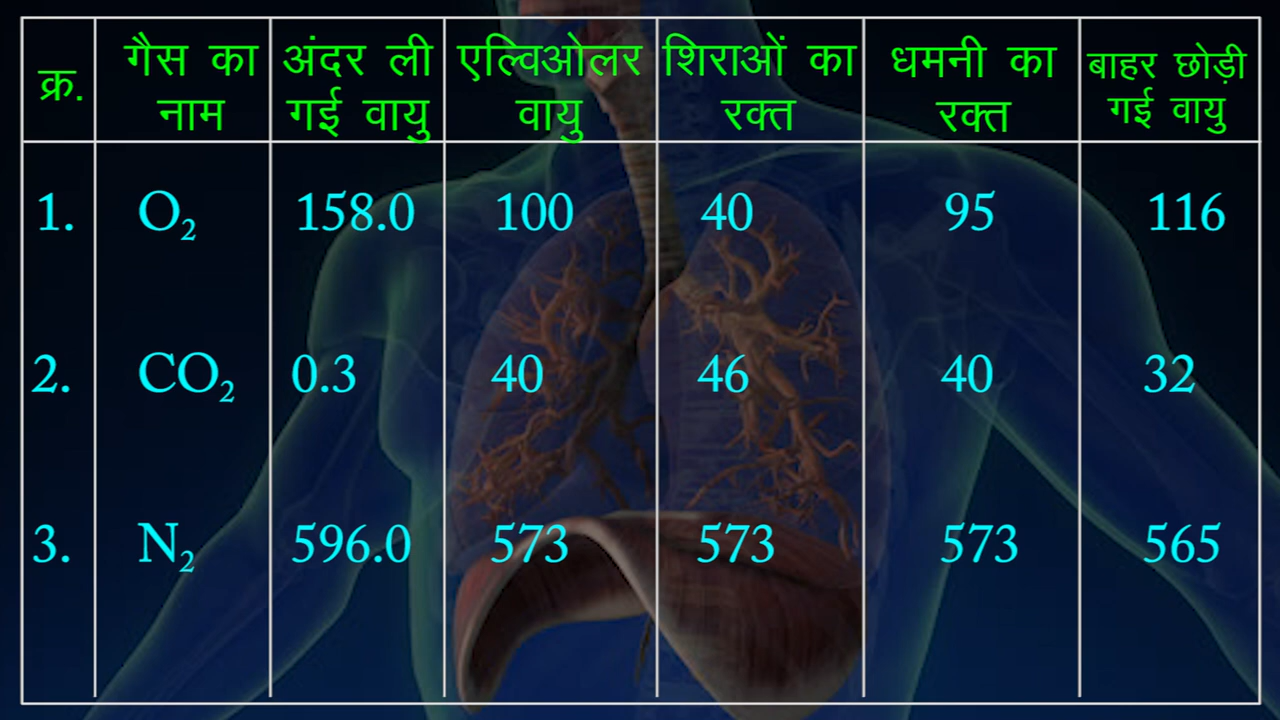 क्र. गैस का नाम अंदर ली गई वायु एल्विओलर वायु शिराओं का रक्त धमनी का रक्त बाहर छोड़ी गई वायु
1. O₂ 158.0 100 40 95 116
2. CO₂ 0.3 40 46 40 32
3. N₂ 596.0 573 573 573 565